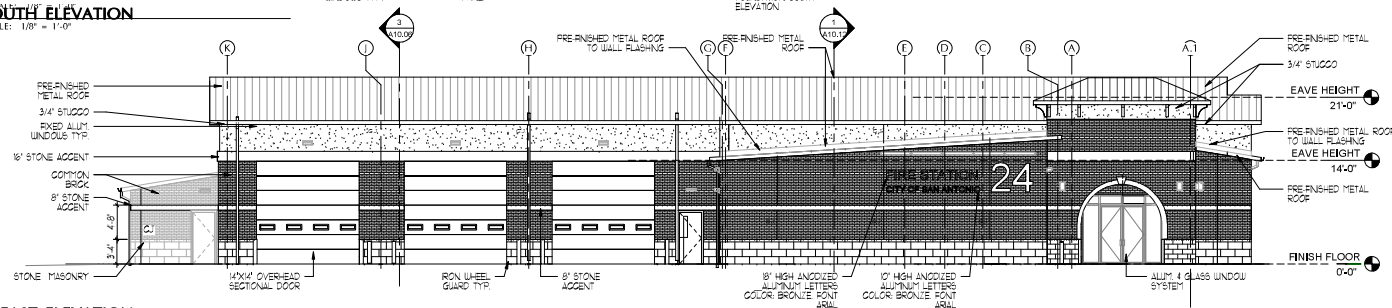 SOUTH ELEVATION
SCALE: 1/8" = 1'-0"
ELEVATION
3
A10.06
1
K
J
H
G
F
E
D
C
B
A
A.1
PRE-FINISHED
METAL ROOF
3/4" STUCCO
FIXED ALUM.
WINDOWS TYP.
16" STONE ACCENT
COMMON
BRICK
8" STONE
ACCENT
4'-8"
3'-4"
STONE MASONRY
14'X14' OVERHEAD
SECTIONAL DOOR
IRON WHEEL
GUARD TYP.
8" STONE
ACCENT
PRE-FINISHED METAL ROOF
TO WALL FLASHING
PRE-FINISHED METAL
ROOF
FIRE STATION
CITY OF SAN ANTONIO
24
18" HIGH ANODIZED
ALUMINUM LETTERS
COLOR: BRONZE, FONT
ARIAL
10" HIGH ANODIZED
ALUMINUM LETTERS
COLOR: BRONZE, FONT
ARIAL
ALUM. & GLASS WINDOW
SYSTEM
PRE-FINISHED METAL
ROOF
3/4" STUCCO
EAVE HEIGHT
21'-0"
PRE-FINISHED METAL ROOF
TO WALL FLASHING
EAVE HEIGHT
14'-0"
PRE-FINISHED METAL
ROOF
FINISH FLOOR
0'-0"